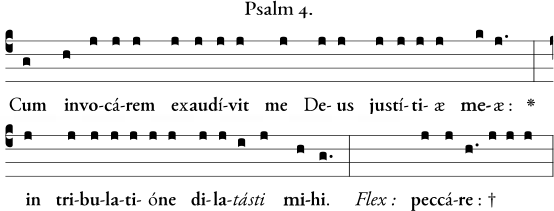 Psalm 4.
Cum invo-cá-rem exaudí-vit me De-us justí-ti-æ me-æ : *
in tri-bu-la-ti-óne di-la-tásti mi-hi. Flex : peccá-re : †